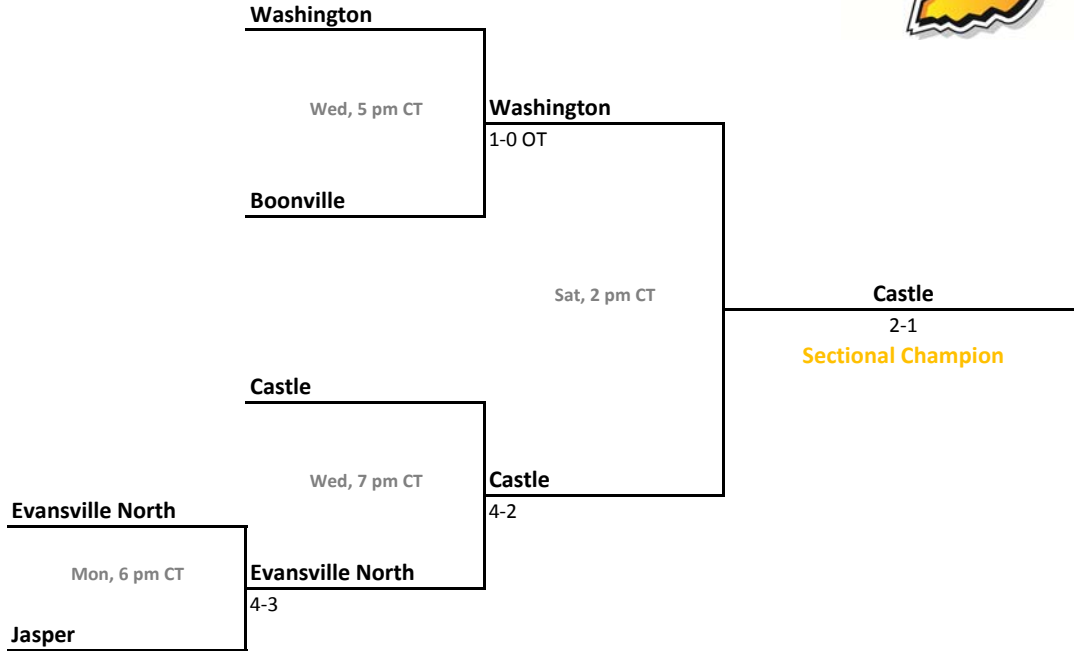 Washington
Wed, 5 pm CT
Washington
1-0 OT
Boonville
Sat, 2 pm CT
Castle
2-1
Sectional Champion
Castle
Wed, 7 pm CT
Castle
4-2
Evansville North
Mon, 6 pm CT
Evansville North
4-3
Jasper